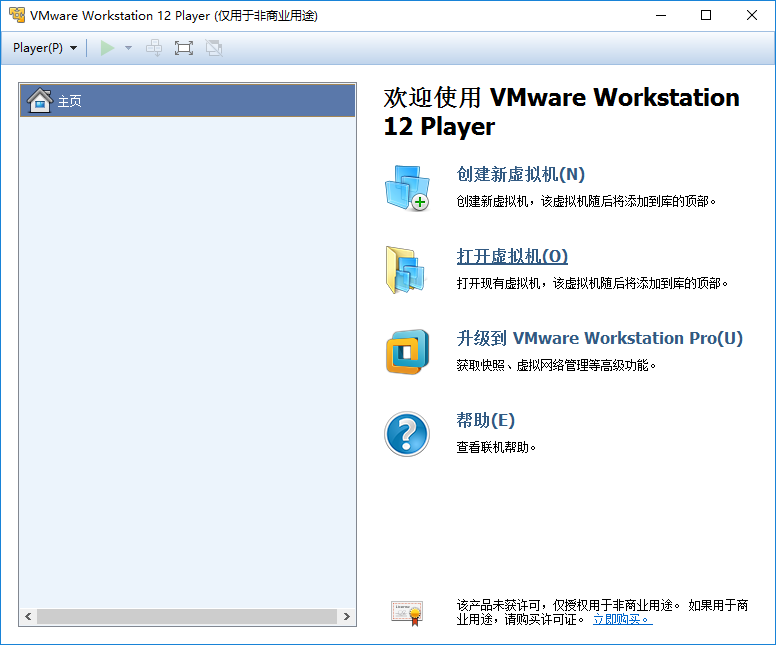 VMware Workstation 12 Player (仅用于非商业用途)
Player(P)
主页
欢迎使用 VMware Workstation
12 Player
创建新虚拟机(N)
创建新虚拟机，该虚拟机随后将添加到库的顶部。
打开虚拟机(O)
打开现有虚拟机，该虚拟机随后将添加到库的顶部。
升级到 VMware Workstation Pro(U)
获取快照、虚拟网络管理等高级功能。
帮助(E)
查看联机帮助。
该产品未获许可，仅授权用于非商业用途。 如果用于商
业用途，请购买许可证。 立即购买。